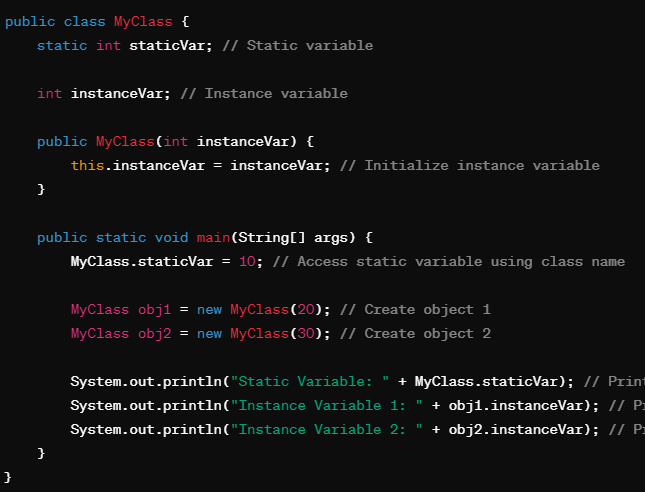 public class MyClass {
    static int staticVar; // Static variable

    int instanceVar; // Instance variable

    public MyClass(int instanceVar) {
        this.instanceVar = instanceVar; // Initialize instance variable
    }

    public static void main(String[] args) {
        MyClass.staticVar = 10; // Access static variable using class name

        MyClass obj1 = new MyClass(20); // Create object 1
        MyClass obj2 = new MyClass(30); // Create object 2

        System.out.println("Static Variable: " + MyClass.staticVar); // Prin
        System.out.println("Instance Variable 1: " + obj1.instanceVar); // P
        System.out.println("Instance Variable 2: " + obj2.instanceVar); // P
    }
}